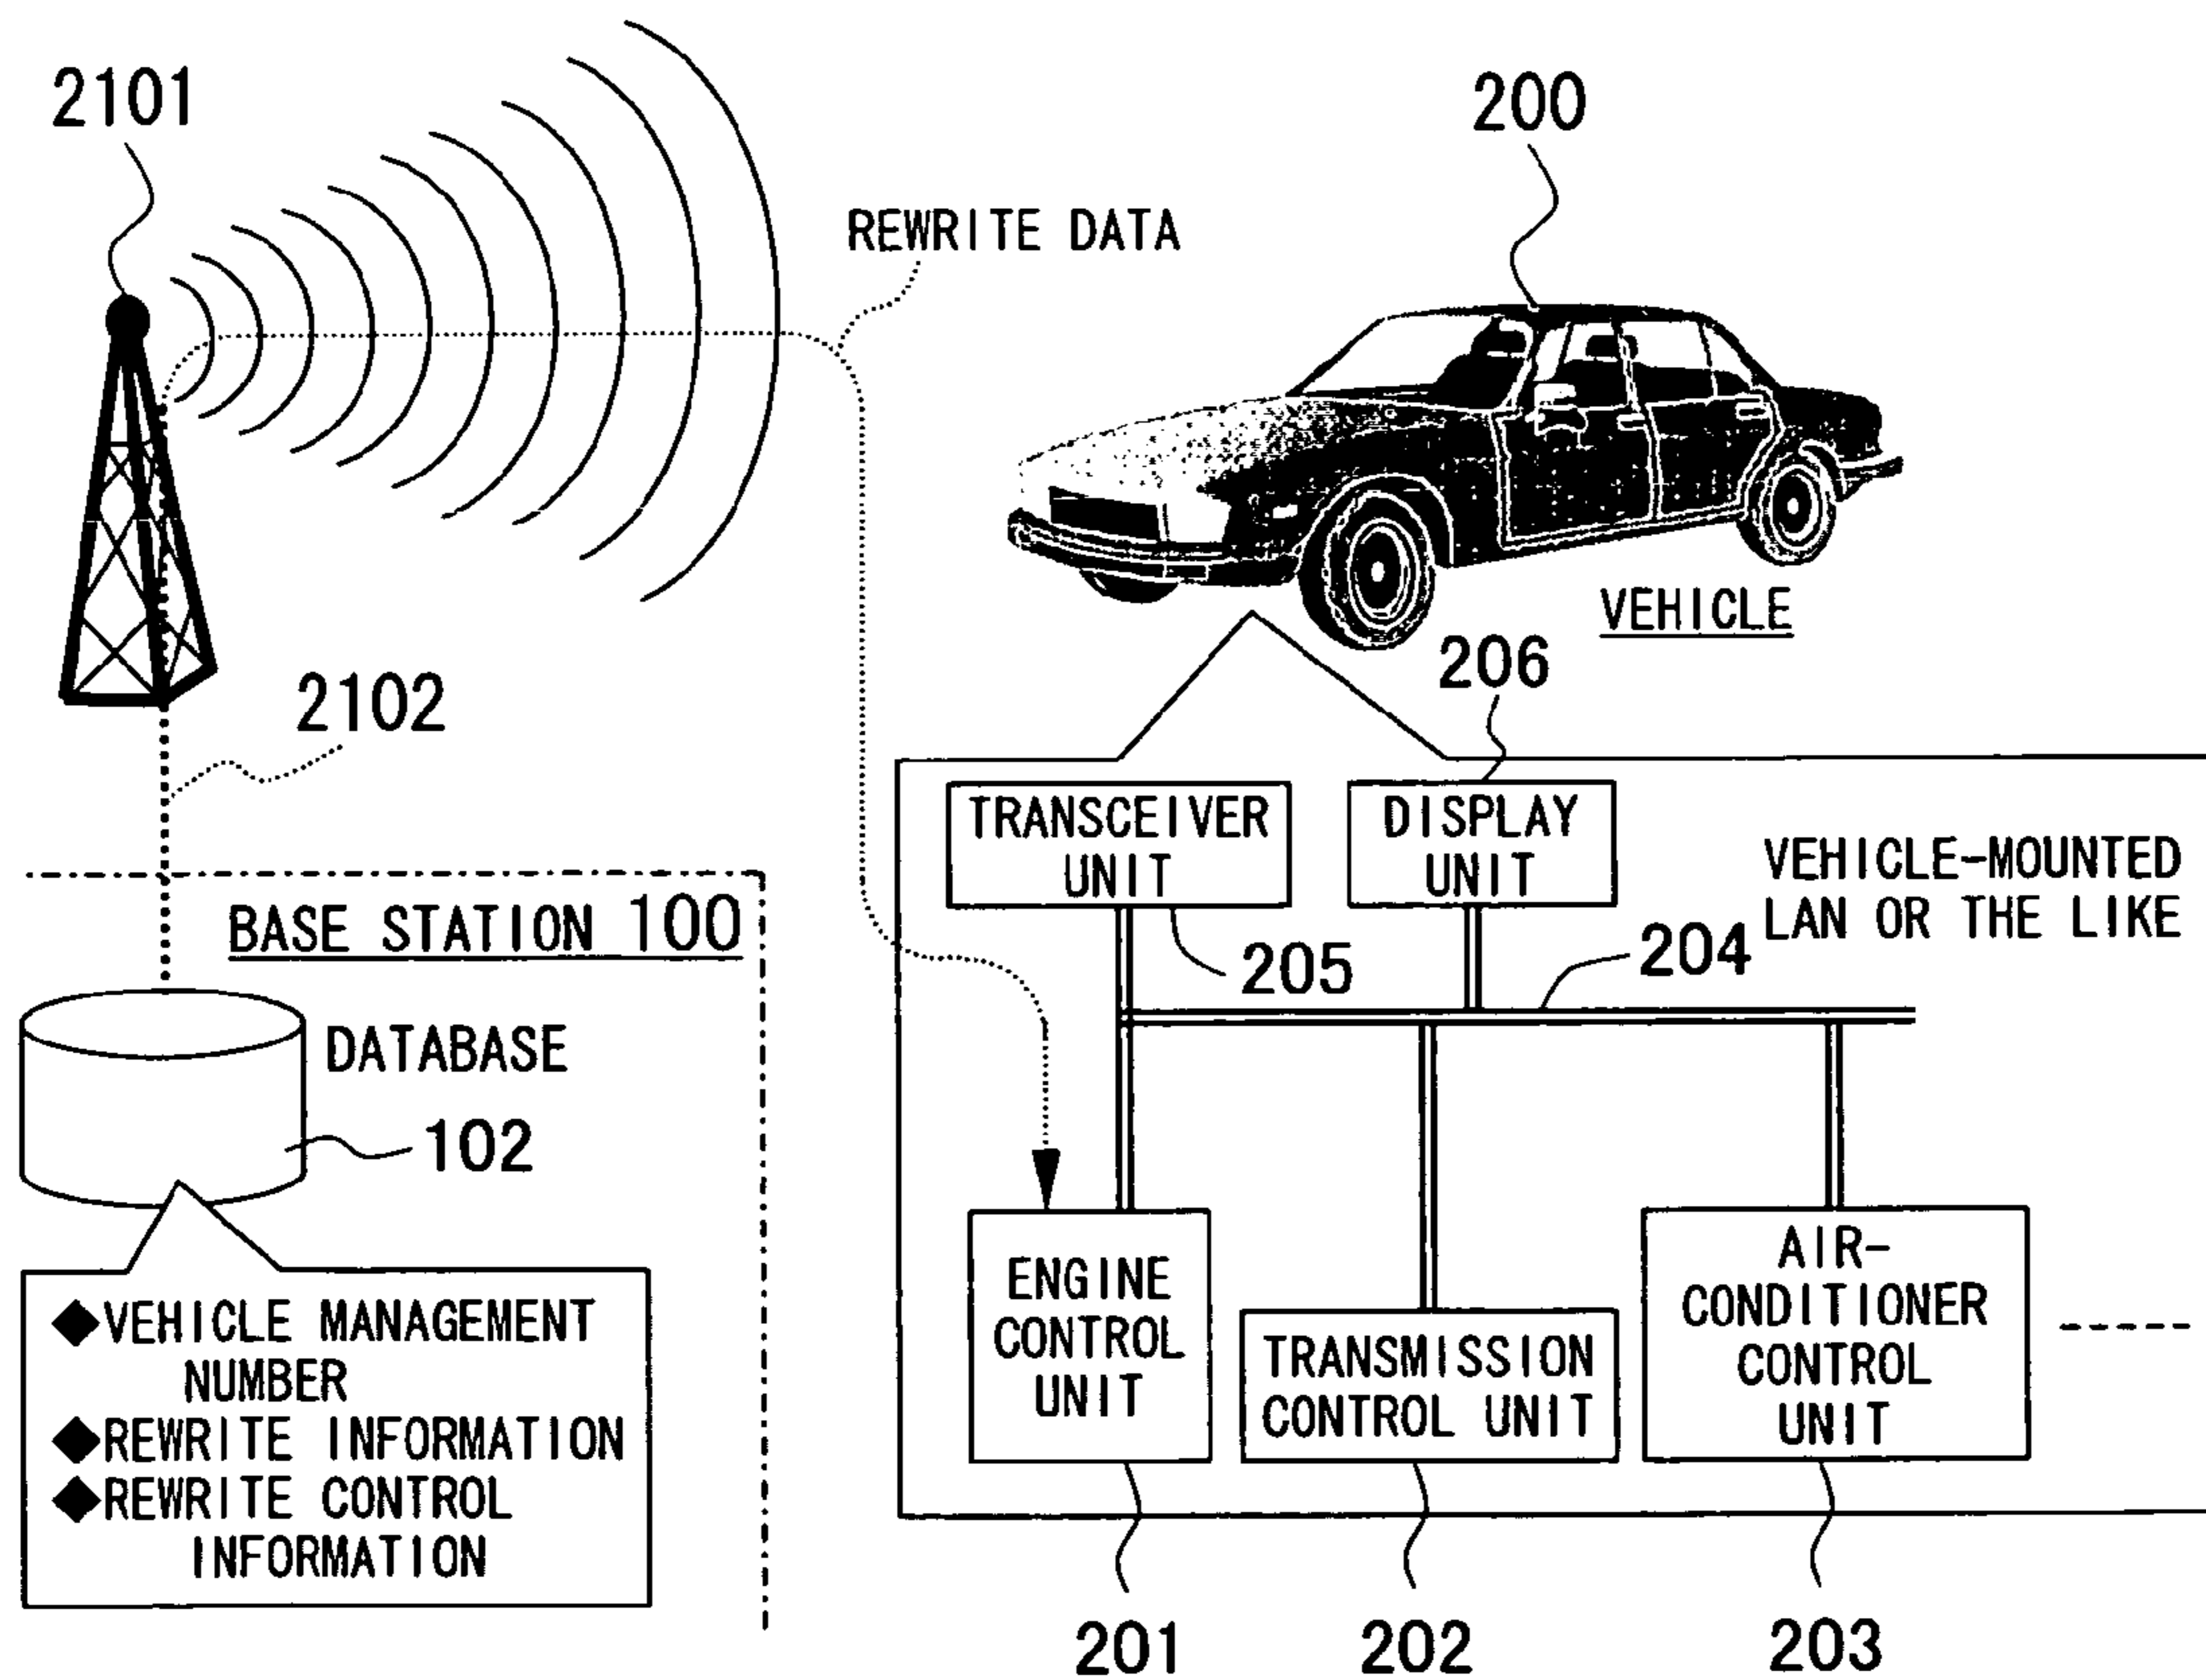 2101
200
REWRITE DATA
VEHICLE
206
2102
TRANSCEIVER
UNIT
DISPLAY
UNIT
VEHICLE-MOUNTED
LAN OR THE LIKE
BASE STATION 100
205
204
DATABASE
102
ENGINE
CONTROL
UNIT
TRANSMISSION
CONTROL UNIT
AIR-
CONDITIONER
CONTROL
UNIT
◆VEHICLE MANAGEMENT
NUMBER
◆REWRITE INFORMATION
◆REWRITE CONTROL
INFORMATION
201
202
203